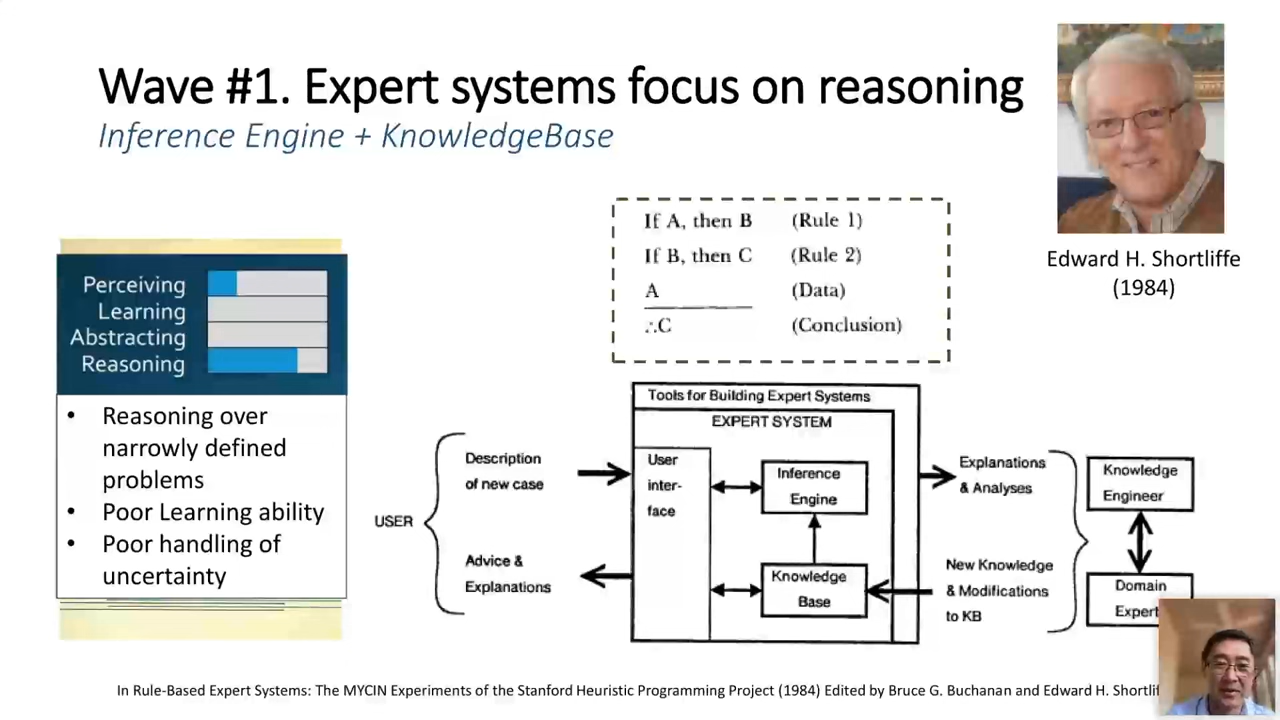 Wave #1. Expert systems focus on reasoning
Inference Engine + KnowledgeBase
Edward H. Shortliffe
(1984)
If A, then B (Rule 1)
If B, then C (Rule 2)
A (Data)
∴C (Conclusion)
Perceiving
Learning
Abstracting
Reasoning
• Reasoning over
narrowly defined
problems
• Poor Learning ability
• Poor handling of
uncertainty
USER
Description
of new case
Advice &
Explanations
Tools for Building Expert Systems
EXPERT SYSTEM
User
inter-
face
Inference
Engine
Knowledge
Base
Explanations
& Analyses
New Knowledge
& Modifications
to KB
Knowledge
Engineer
Domain
Expert
In Rule-Based Expert Systems: The MYCIN Experiments of the Stanford Heuristic Programming Project (1984) Edited by Bruce G. Buchanan and Edward H.